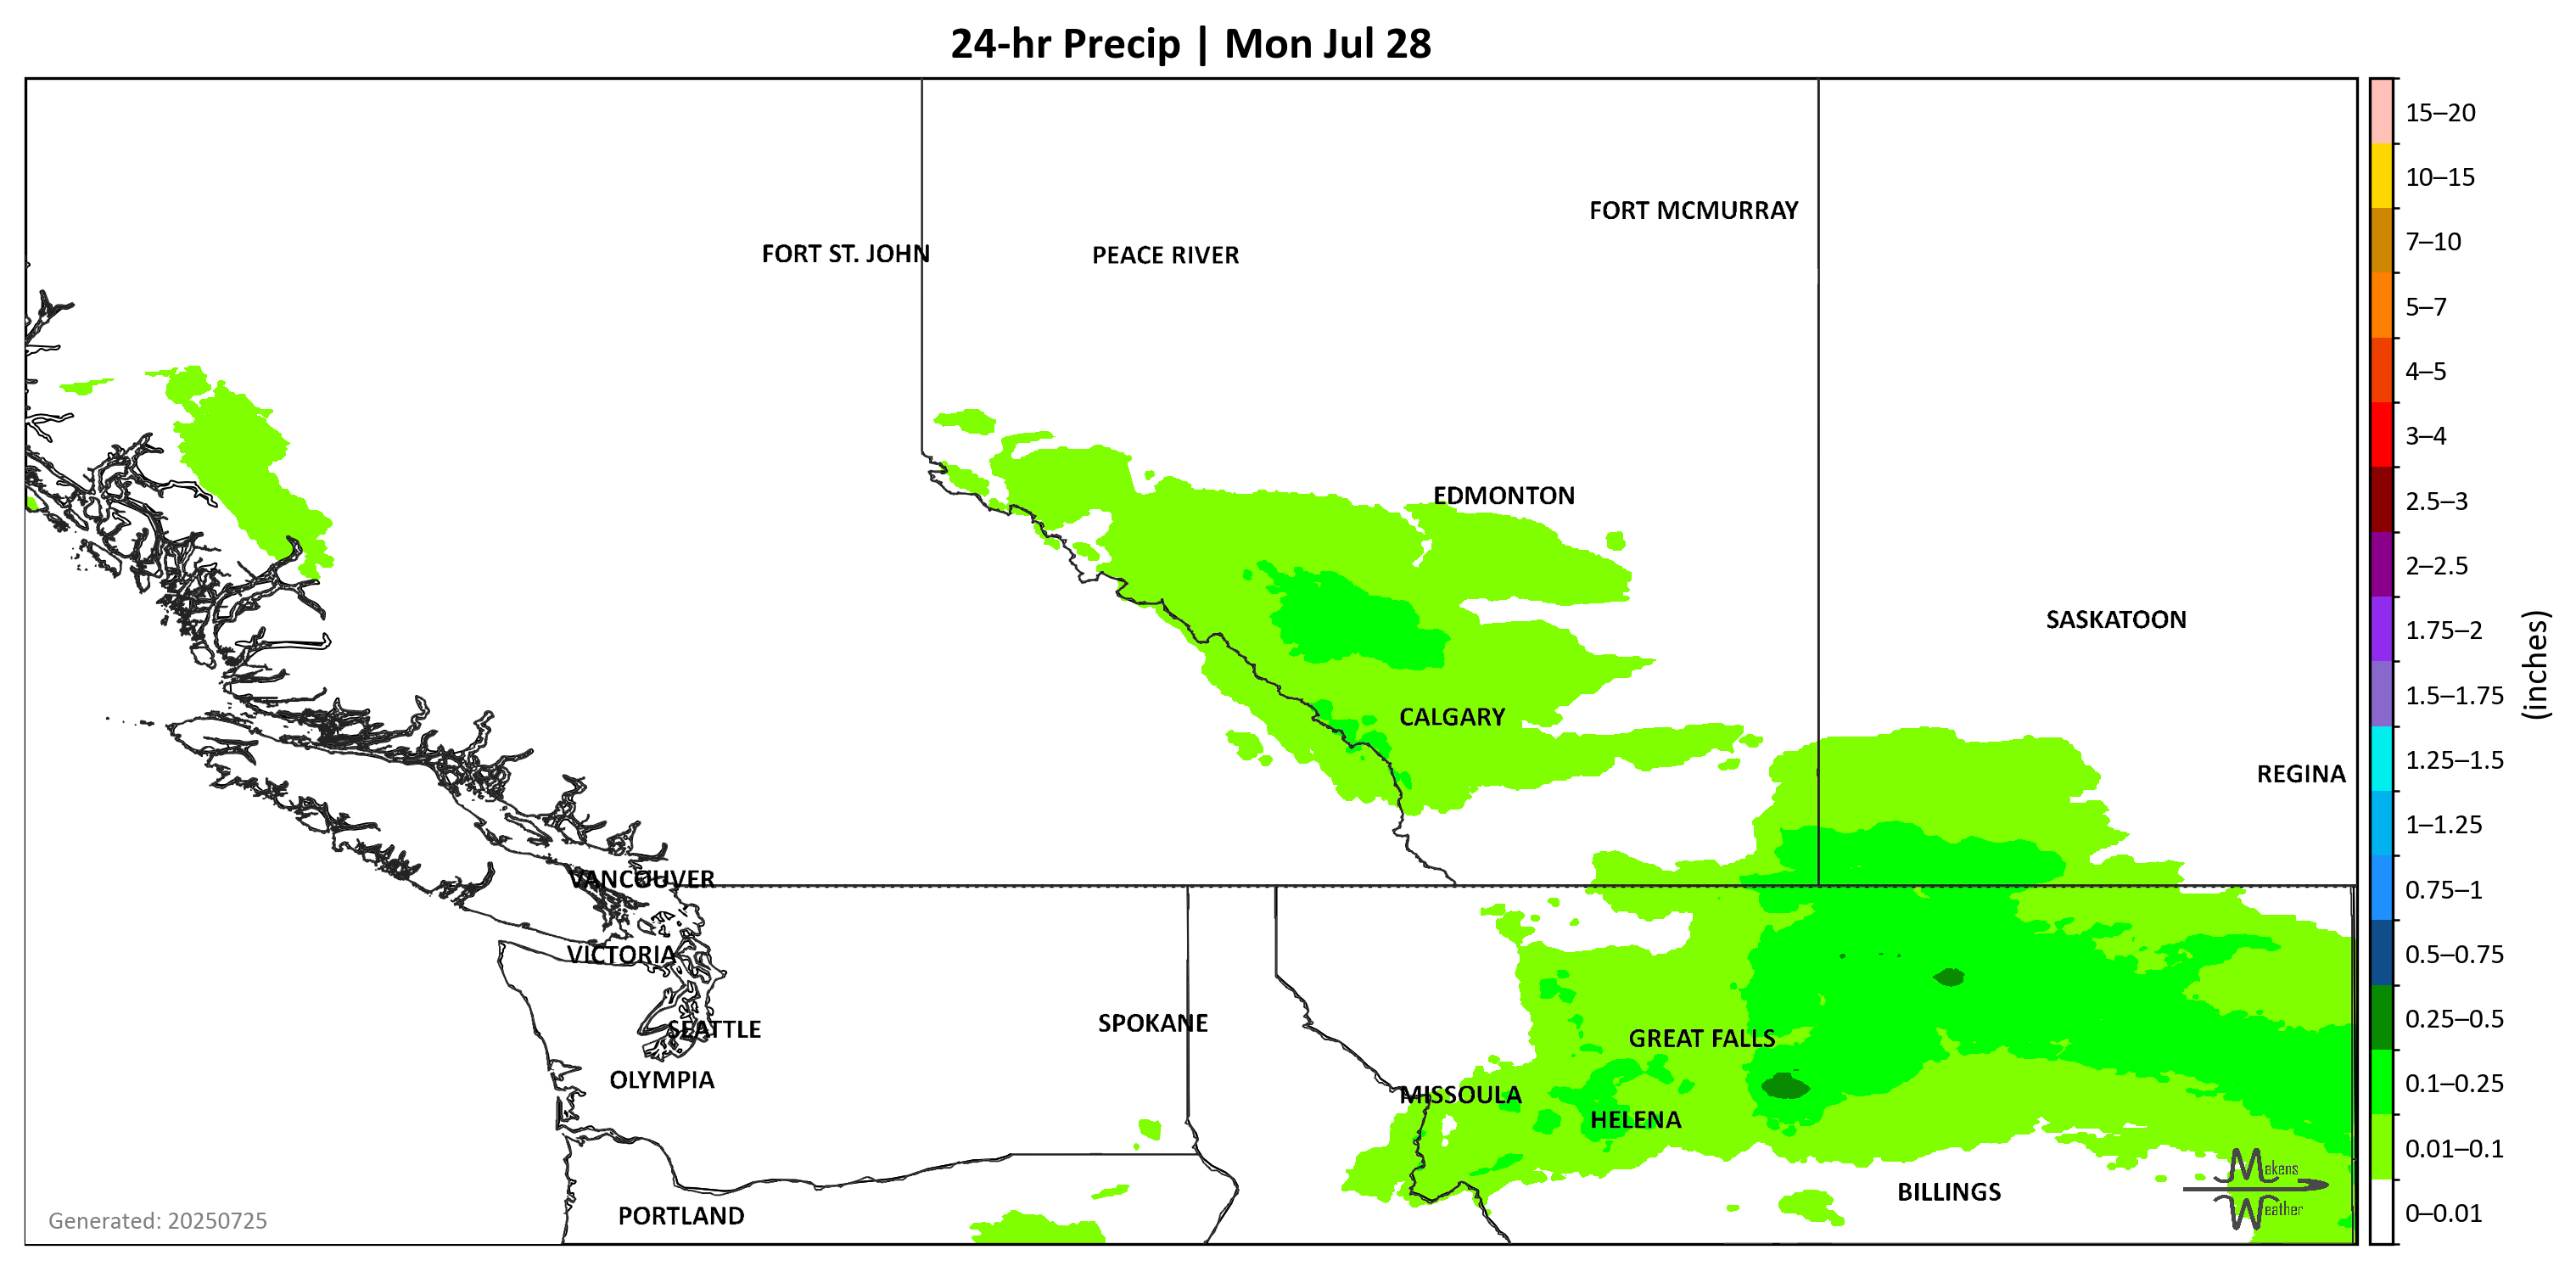 24-hr Precip | Mon Jul 28
FORT MCMURRAY
FORT ST. JOHN
PEACE RIVER
EDMONTON
SASKATOON
CALGARY
REGINA
VANCOUVER
VICTORIA
SPOKANE
SEATTLE
GREAT FALLS
OLYMPIA
MISSOULA
HELENA
BILLINGS
PORTLAND
Makens
Weather
Generated: 20250725
15–20
10–15
7–10
5–7
4–5
3–4
2.5–3
2–2.5
1.75–2
1.5–1.75
1.25–1.5
1–1.25
0.75–1
0.5–0.75
0.25–0.5
0.1–0.25
0.01–0.1
0–0.01
(inches)